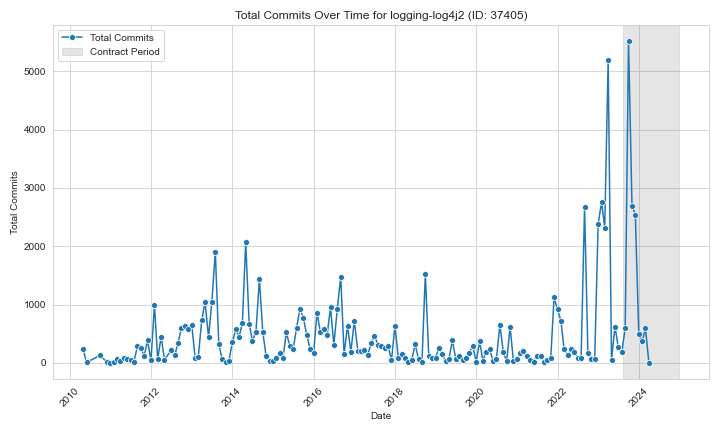 Total Commits Over Time for logging-log4j2 (ID: 37405)
Total Commits
Contract Period
Total Commits
5000
4000
3000
2000
1000
0
2010
2012
2014
2016
2018
2020
2022
2024
Date